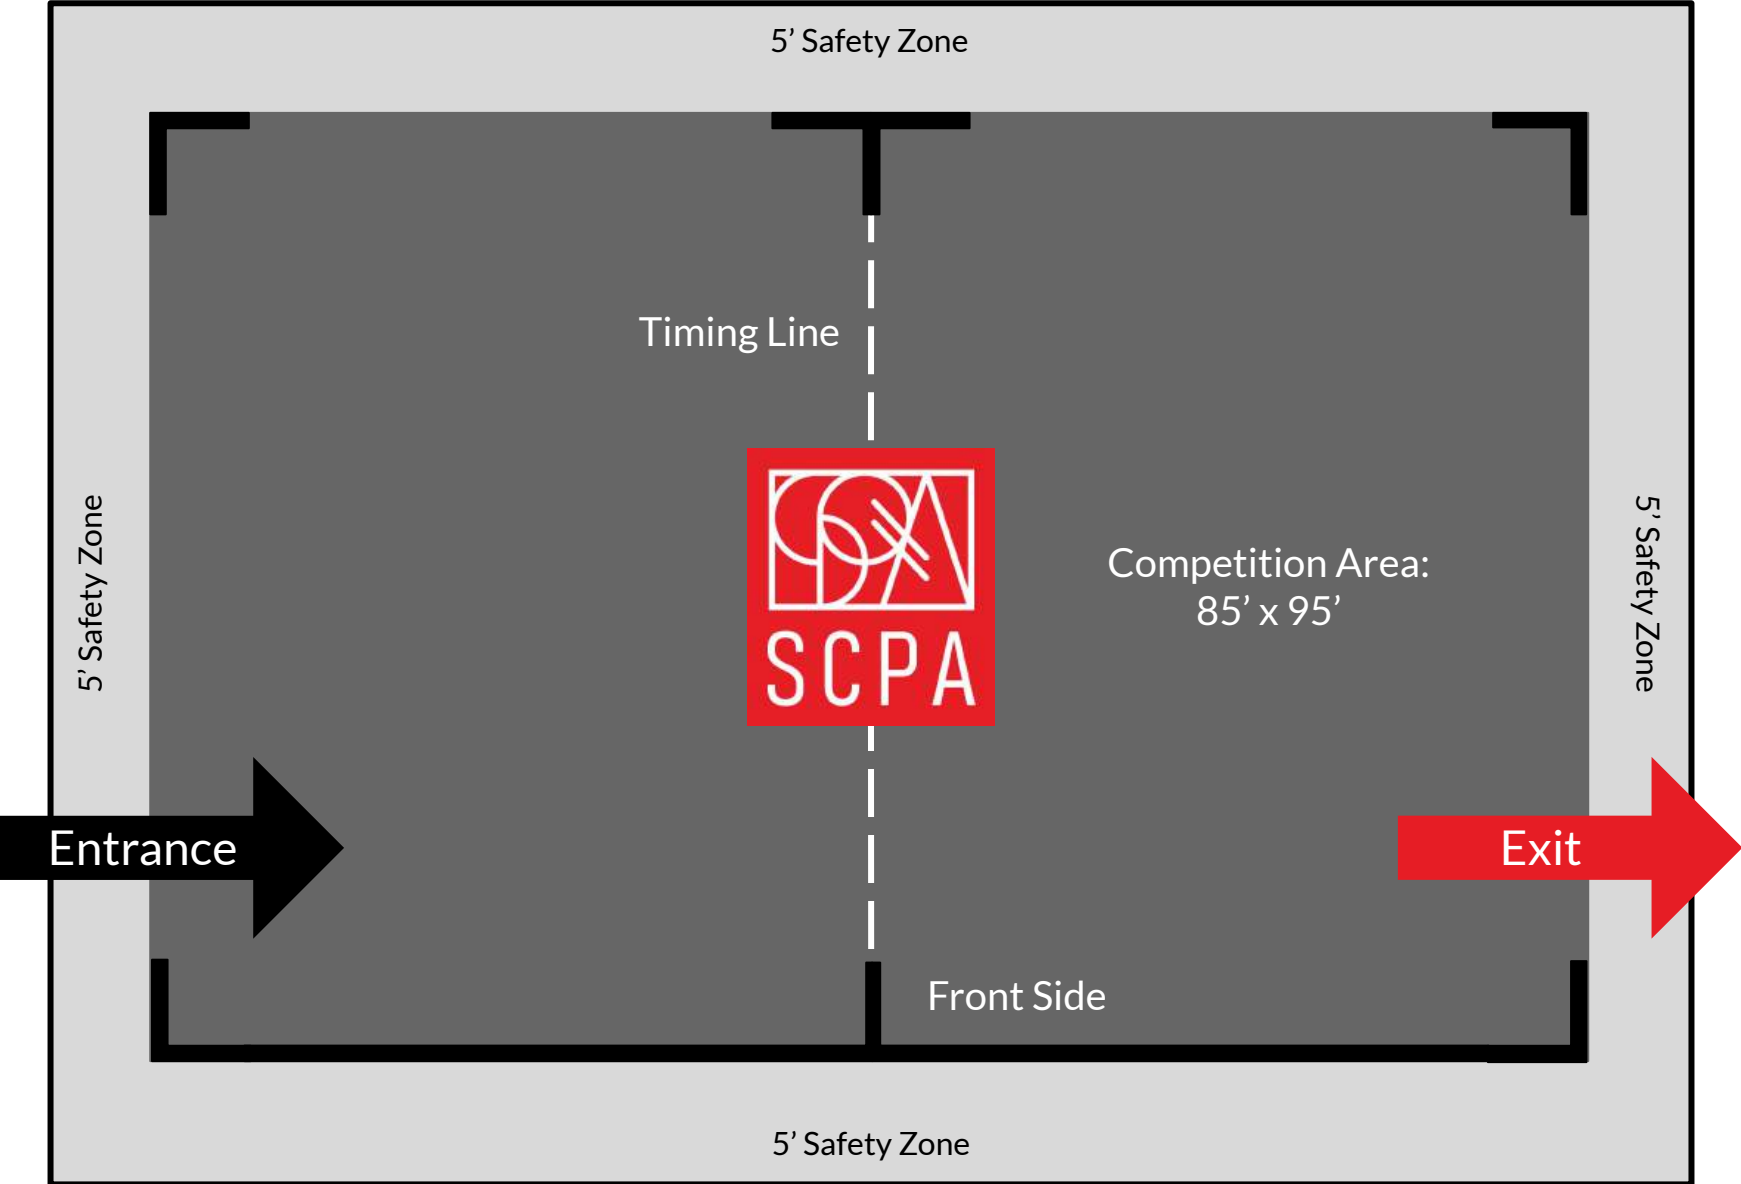 5’ Safety Zone
Timing Line
SCPA
Competition Area:
85’ x 95’
5’ Safety Zone
5’ Safety Zone
Entrance
Exit
Front Side
5’ Safety Zone